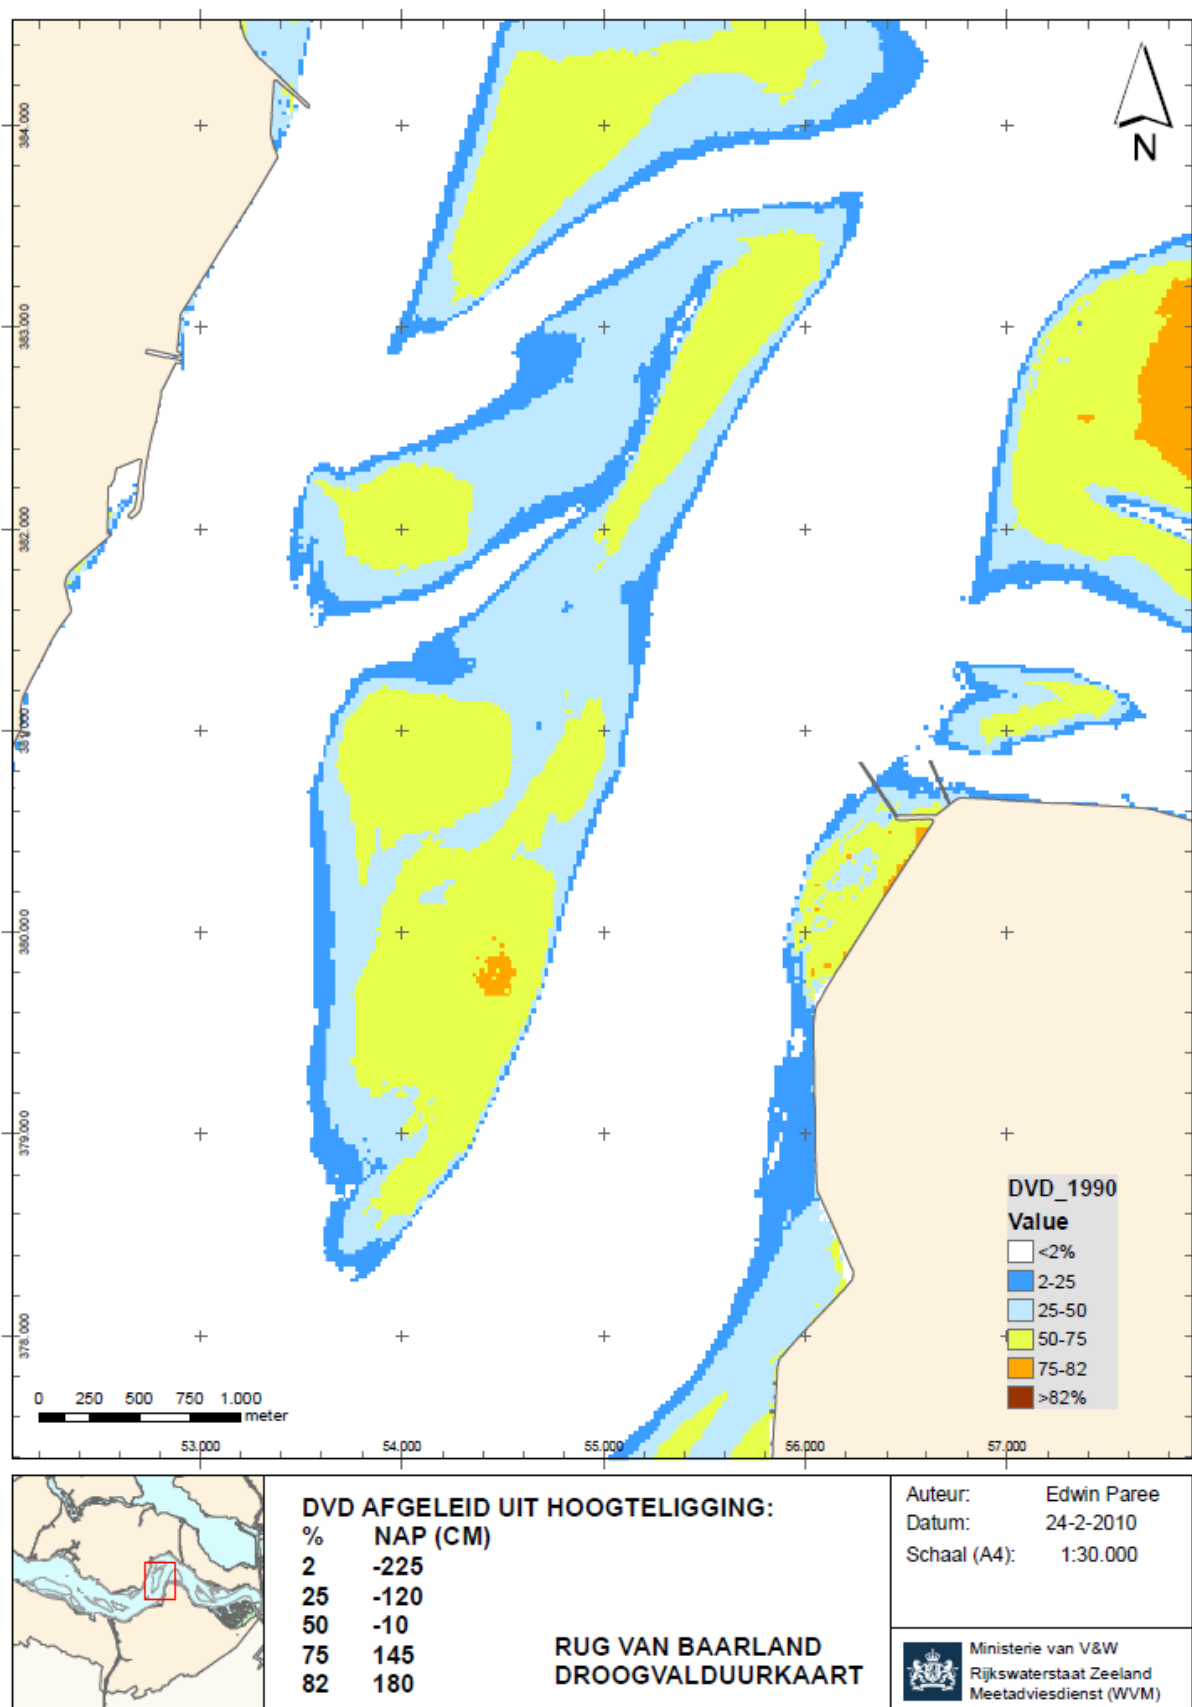 N
384.000
383.000
382.000
381.000
380.000
379.000
378.000
DVD_1990
Value
<2%
2-25
25-50
50-75
75-82
>82%
0 250 500 750 1.000
meter
53.000 54.000 55.000 56.000 57.000
DVD AFGELEID UIT HOOGTELIGGING:
% NAP (CM)
2 -225
25 -120
50 -10
75 145
82 180
RUG VAN BAARLAND
DROOGVALDUURKAART
Auteur: Edwin Paree
Datum: 24-2-2010
Schaal (A4): 1:30.000
Ministerie van V&W
Rijkswaterstaat Zeeland
Meetadviesdienst (WVM)